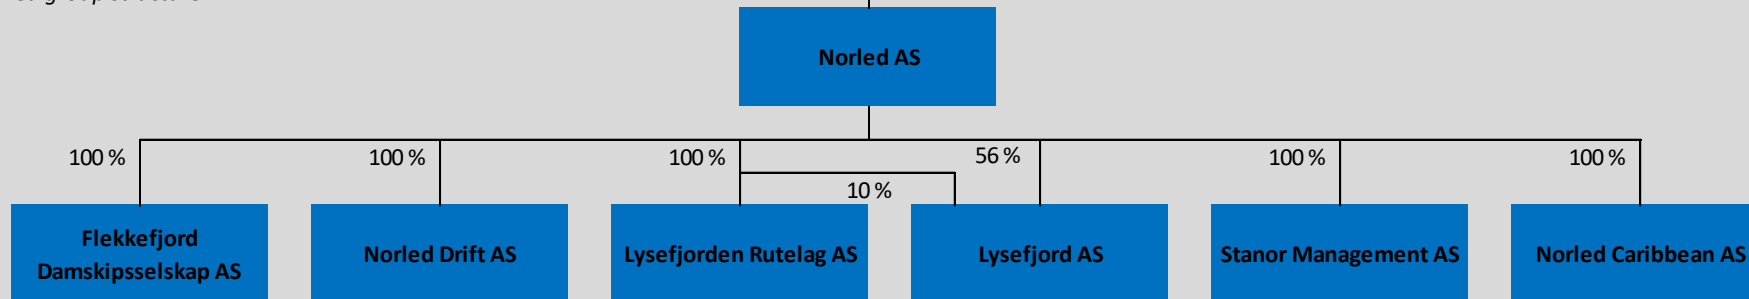 Norled AS
100 %
100 %
100 %
56 %
100 %
100 %
10 %
Flekkefjord
Damskipsselskap AS
Norled Drift AS
Lysefjorden Rutelag AS
Lysefjord AS
Stanor Management AS
Norled Caribbean AS